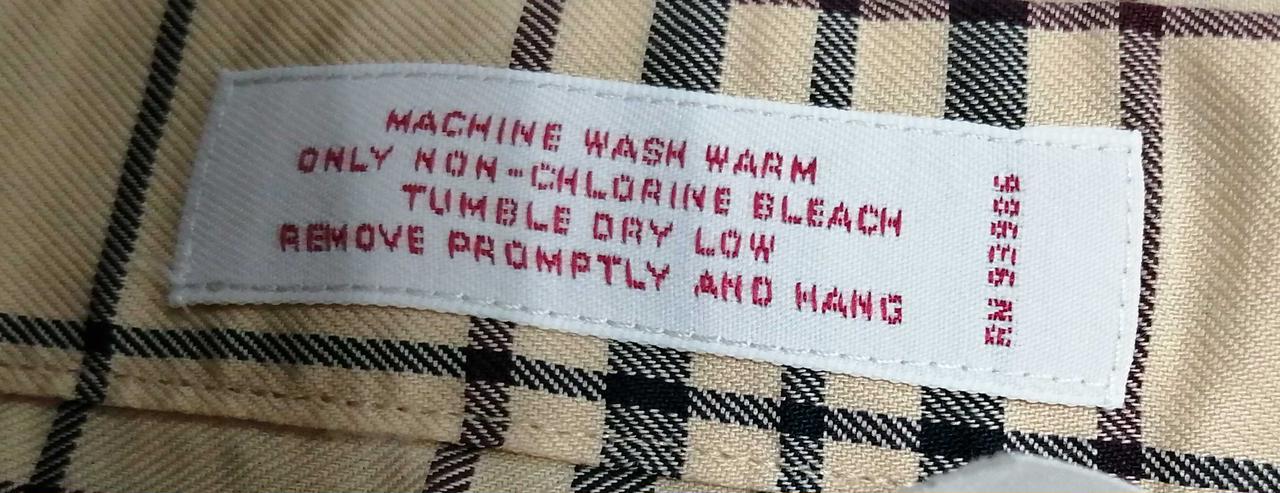 MACHINE WASH WARM
ONLY NON-CHLORINE BLEACH
TUMBLE DRY LOW
REMOVE PROMPTLY AND HANG